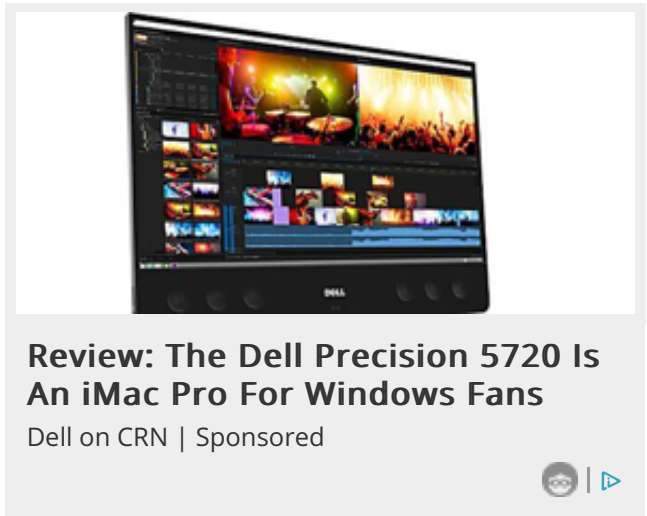 DELL
Review: The Dell Precision 5720 Is
An iMac Pro For Windows Fans
Dell on CRN | Sponsored